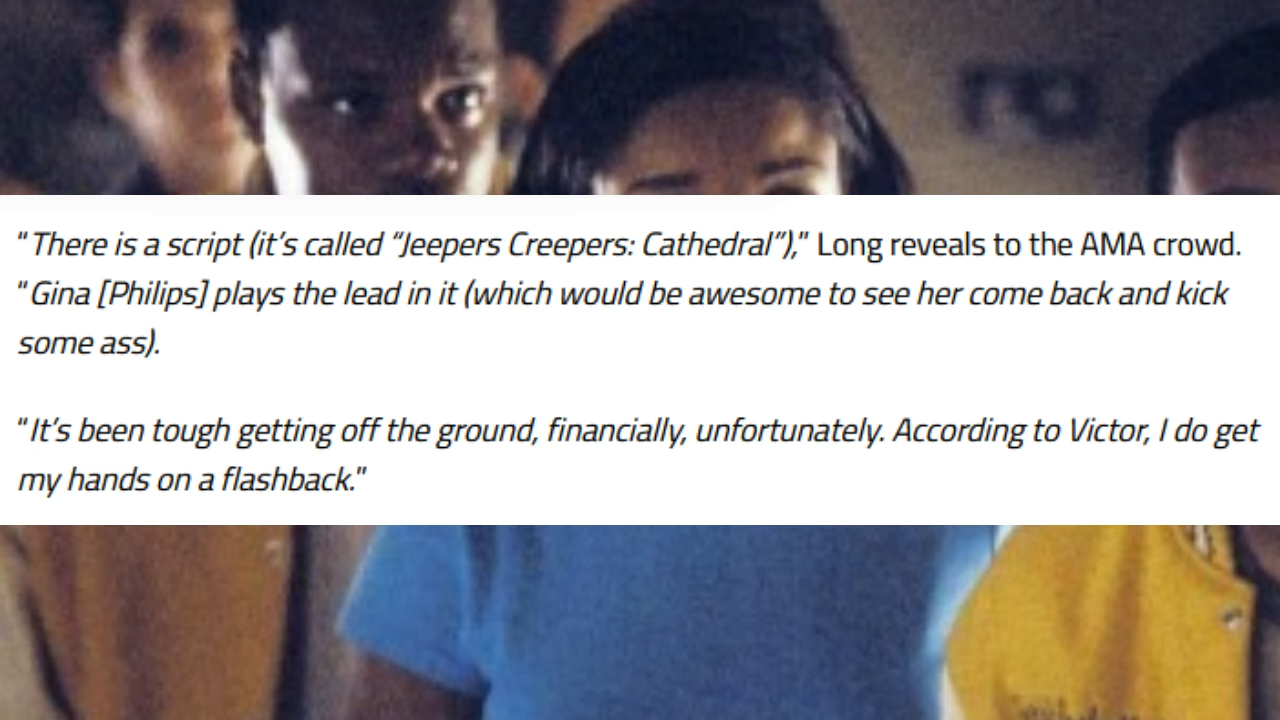 “There is a script (it’s called “Jeepers Creepers: Cathedral”),” Long reveals to the AMA crowd.
“Gina [Philips] plays the lead in it (which would be awesome to see her come back and kick
some ass).
“It’s been tough getting off the ground, financially, unfortunately. According to Victor, I do get
my hands on a flashback.”